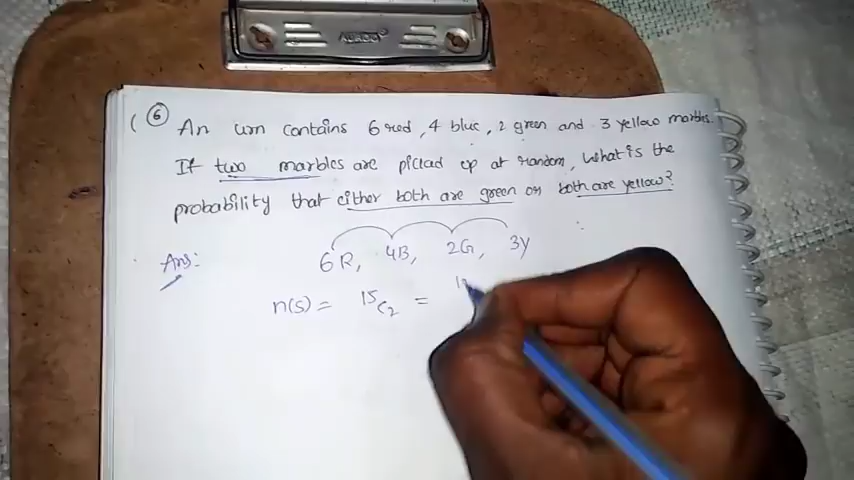 (6) An urn contains 6 red, 4 blue, 2 green and 3 yellow marbles.
If two marbles are picked up at random, what is the
probability that either both are green or both are yellow?
Ans:
6R, 4B, 2G, 3Y
n(s) = 15C2 =